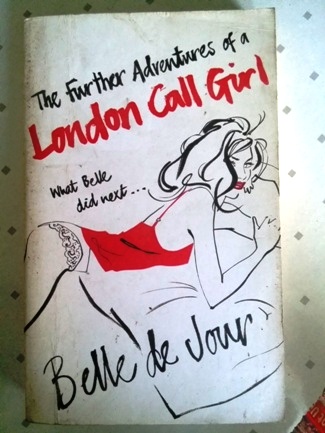 The Further Adventures of a
London Call Girl
What Belle
did next...
Belle de Jour